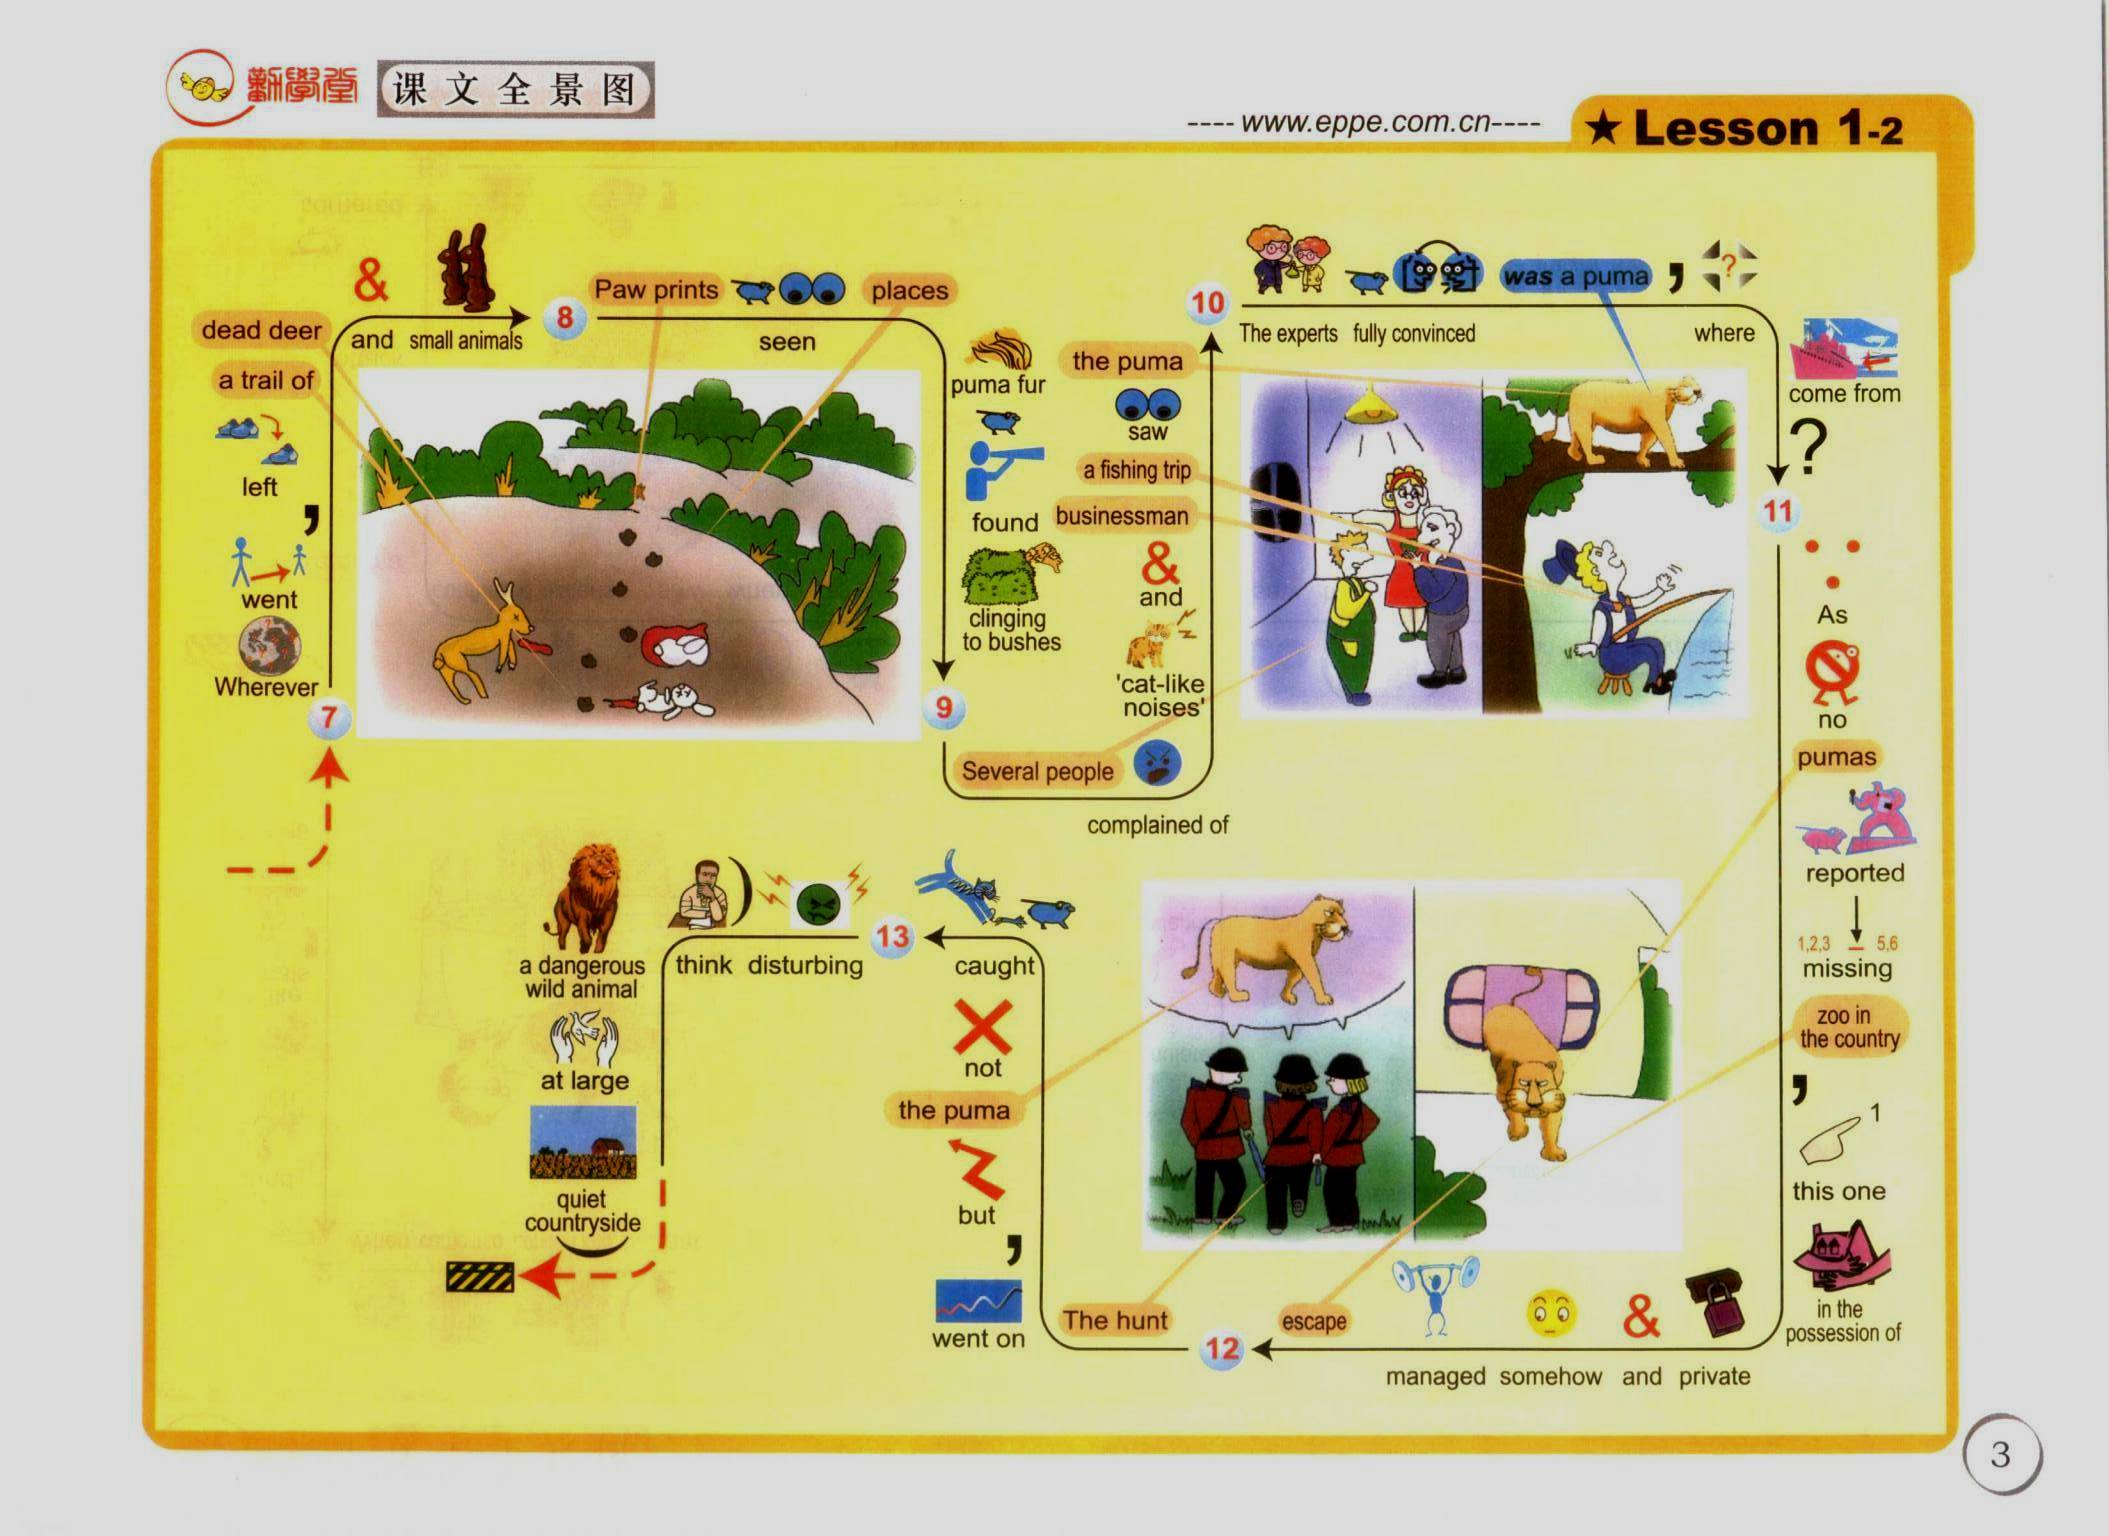 勤學堂
课文全景图
---- www.eppe.com.cn----
★ Lesson 1-2
7
Wherever
went
,
left
a trail of
dead deer
&
and small animals
8
Paw prints
seen
places
puma fur
found
clinging
to bushes
9
Several people
complained of
'cat-like
noises'
and
&
businessman
a fishing trip
saw
the puma
10
The experts fully convinced
was a puma
,
?
where
come from
?
11
As
no
pumas
reported
1,2,3 _ 5,6
missing
zoo in
the country
,
1
this one
in the
possession of
private
and
&
somehow
managed
escape
12
The hunt
went on
,
but
the puma
not
caught
13
disturbing
think
a dangerous
wild animal
at large
quiet
countryside
3